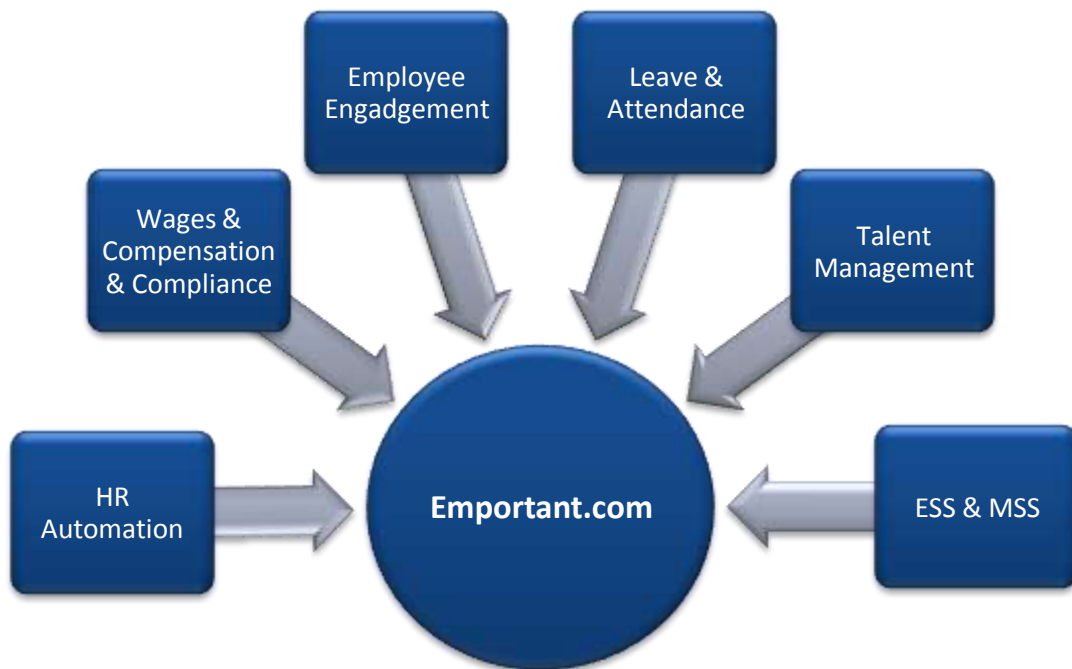 Employee
Engadgement
Leave &
Attendance
Wages &
Compensation
& Compliance
Talent
Management
HR
Automation
Emportant.com
ESS & MSS